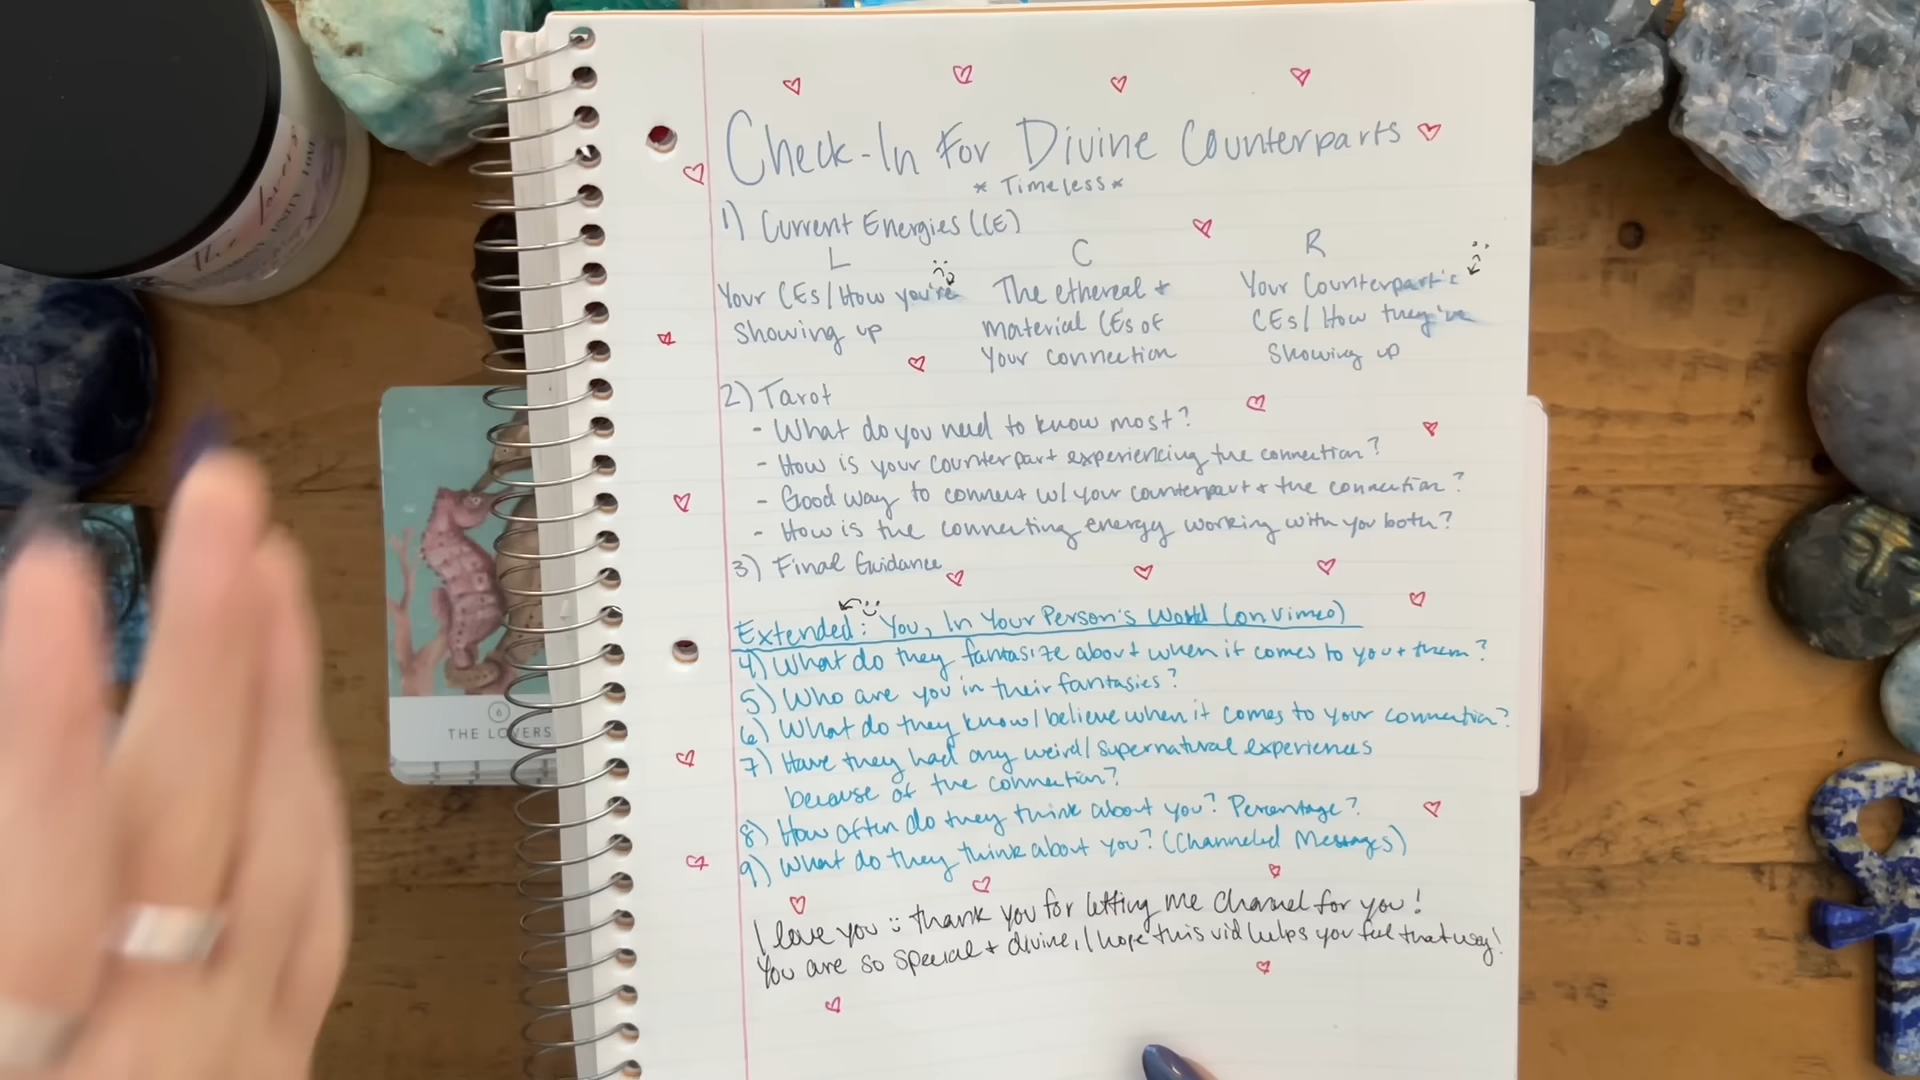 Check-In For Divine Counterparts
* Timeless *
1) Current Energies (CE)
L
C
R
Your CEs/How you're
showing up
The ethereal +
material CEs of
your connection
Your Counterpart's
CEs/How they're
showing up
2) Tarot
- What do you need to know most?
- How is your counterpart experiencing the connection?
- Good way to connect w/ your counterpart + the connection?
- How is the connecting energy working with you both?
3) Final Guidance
Extended: You, In Your Person's World (on vimeo)
4) What do they fantasize about when it comes to you + them?
5) Who are you in their fantasies?
6) What do they know/believe when it comes to your connection?
7) Have they had any weird/supernatural experiences
because of the connection?
8) How often do they think about you? Percentage?
9) What do they think about you? (Channeled Messages)
I love you :) thank you for letting me channel for you!
You are so special + divine, I hope this vid helps you feel that way!
6
THE LOVERS
The Lovers